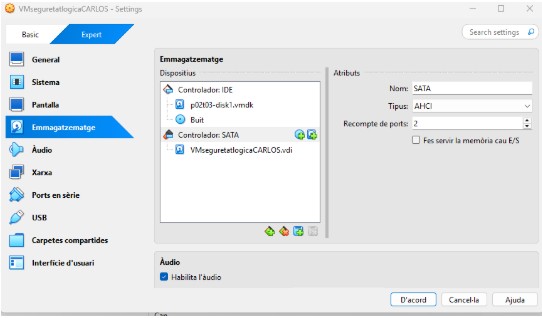 VMseguretatlogicaCARLOS - Settings
Basic
Expert
Search settings
General
Sistema
Pantalla
Emmagatzematge
Àudio
Xarxa
Ports en sèrie
USB
Carpetes compartides
Interfície d'usuari
Emmagatzematge
Dispositius
Controlador: IDE
p02t03-disk1.vmdk
Buit
Controlador: SATA
VMseguretatlogicaCARLOS.vdi
Atributs
Nom: SATA
Tipus: AHCI
Recompte de ports: 2
Fes servir la memòria cau E/S
Àudio
Habilita l'àudio
D'acord
Cancel·la
Ajuda